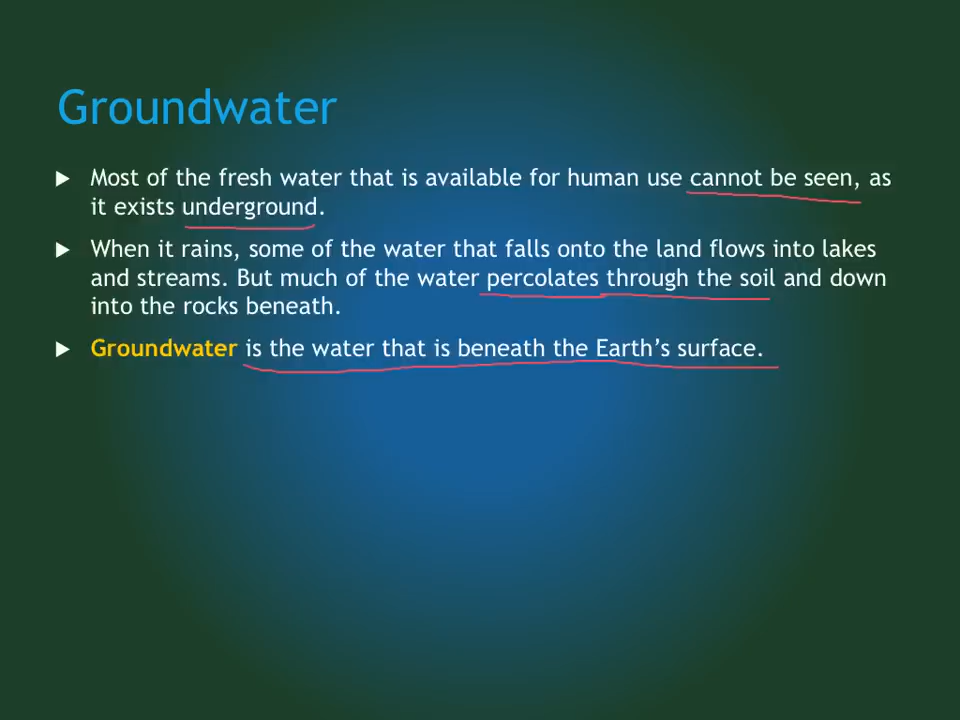 Groundwater
Most of the fresh water that is available for human use cannot be seen, as
it exists underground.
When it rains, some of the water that falls onto the land flows into lakes
and streams. But much of the water percolates through the soil and down
into the rocks beneath.
Groundwater is the water that is beneath the Earth’s surface.